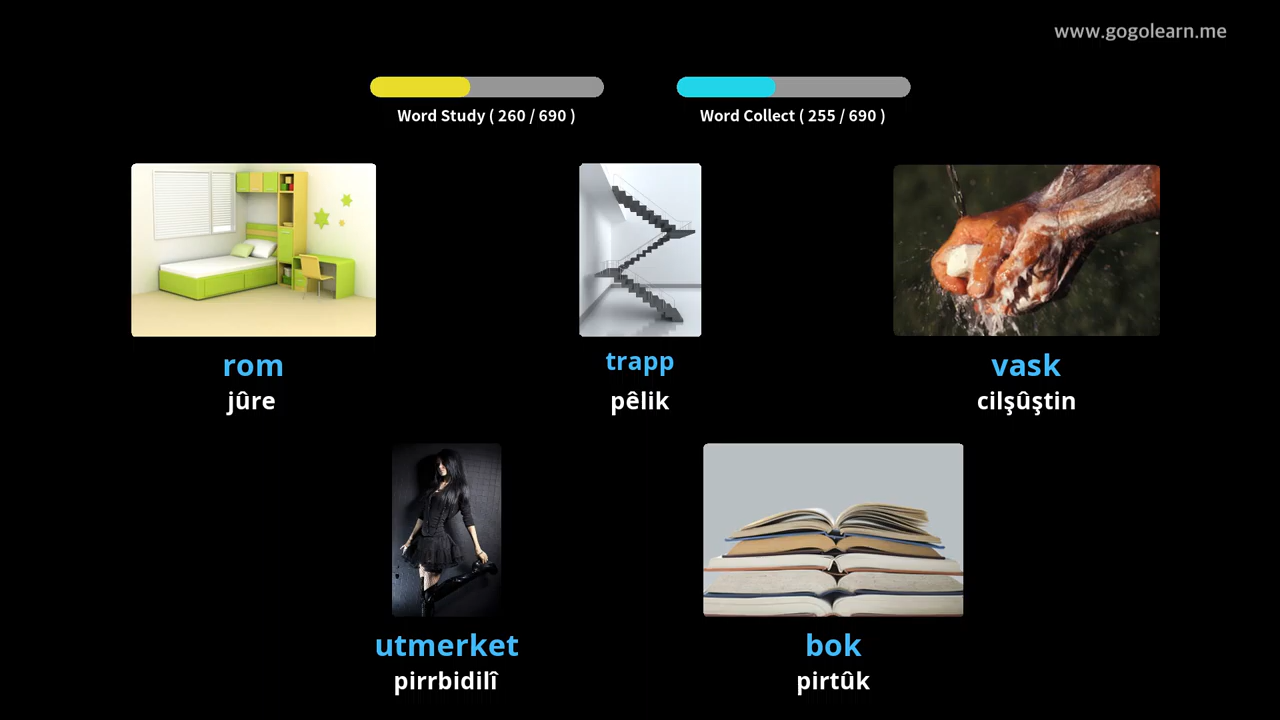 www.gogolearn.me
Word Study ( 260 / 690 )
Word Collect ( 255 / 690 )
rom
jûre
trapp
pêlik
vask
cilşûştin
utmerket
pirrbidilî
bok
pirtûk